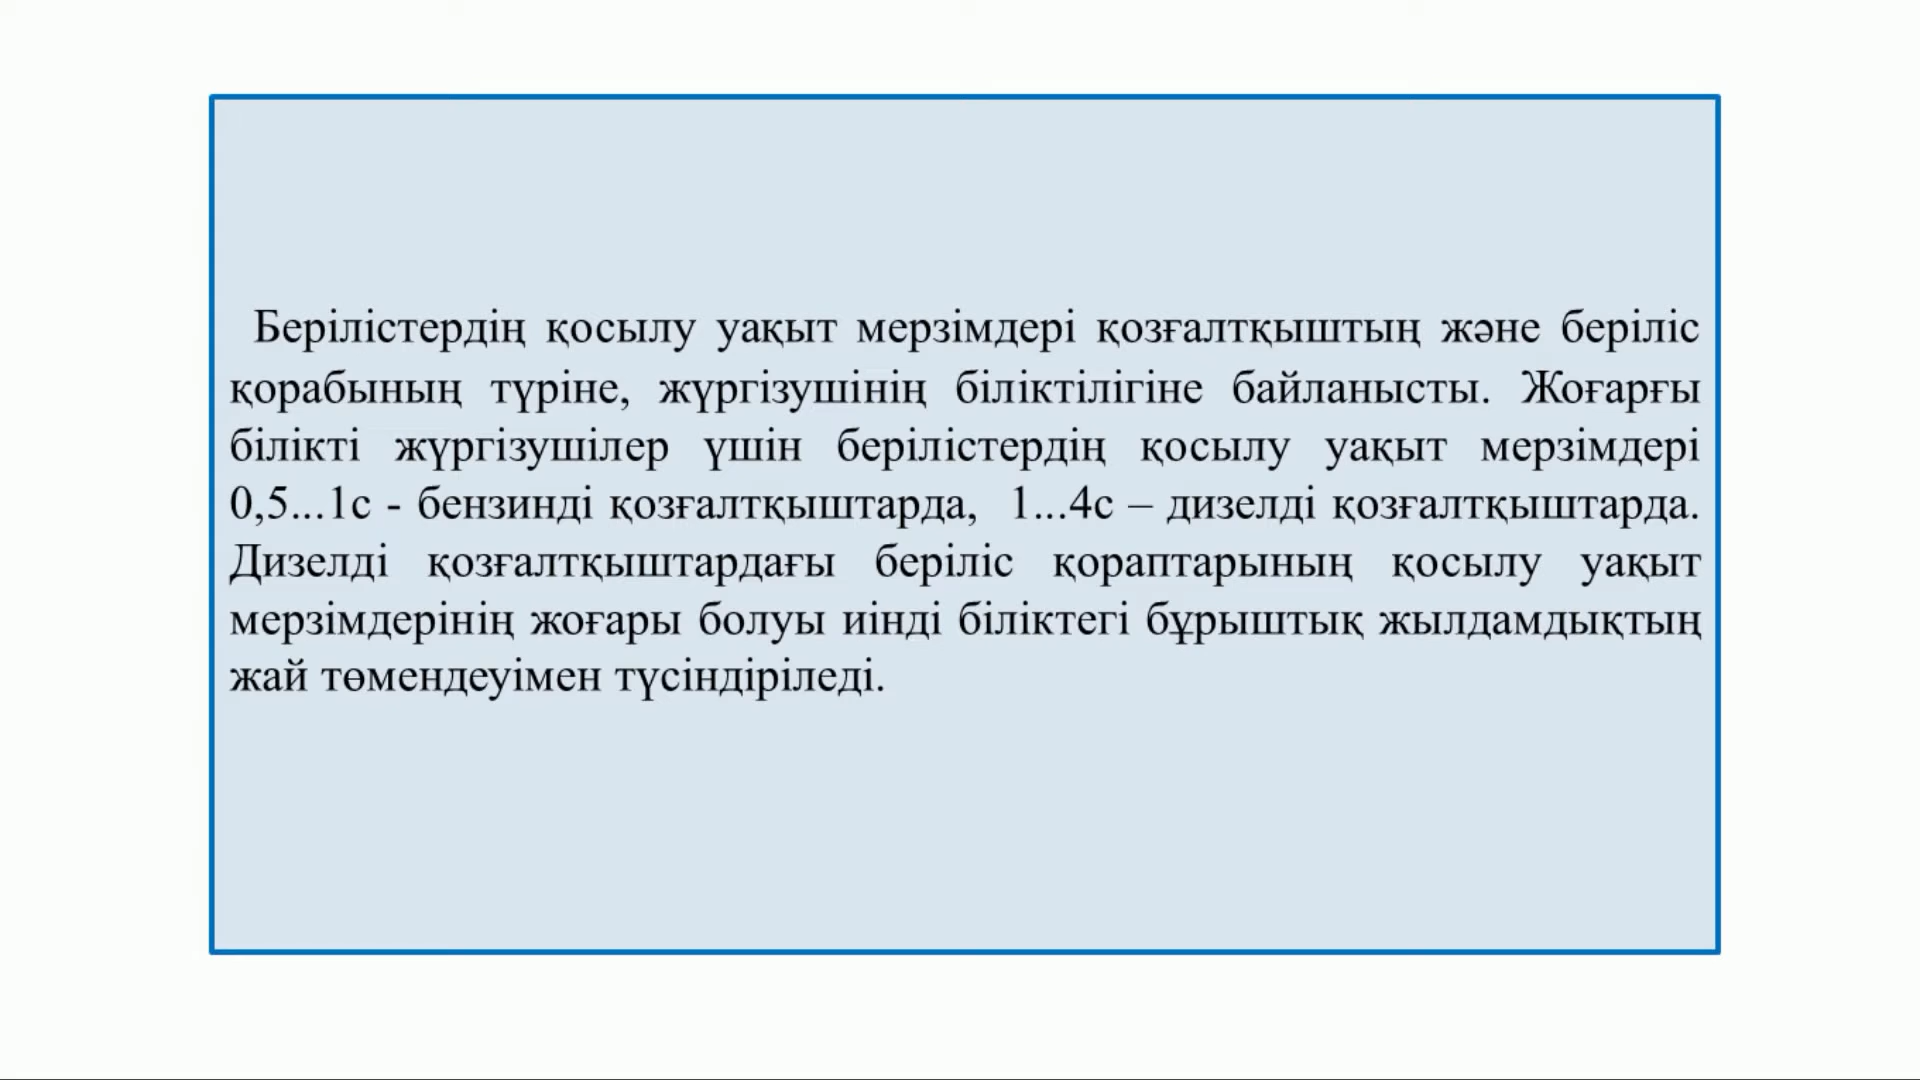 Берілістердің қосылу уақыт мерзімдері қозғалтқыштың және беріліс
қорабының түріне, жүргізушінің біліктілігіне байланысты. Жоғарғы
білікті жүргізушілер үшін берілістердің қосылу уақыт мерзімдері
0,5...1с - бензинді қозғалтқыштарда, 1...4с – дизелді қозғалтқыштарда.
Дизелді қозғалтқыштардағы беріліс қораптарының қосылу уақыт
мерзімдерінің жоғары болуы иінді біліктегі бұрыштық жылдамдықтың
жай төмендеуімен түсіндіріледі.